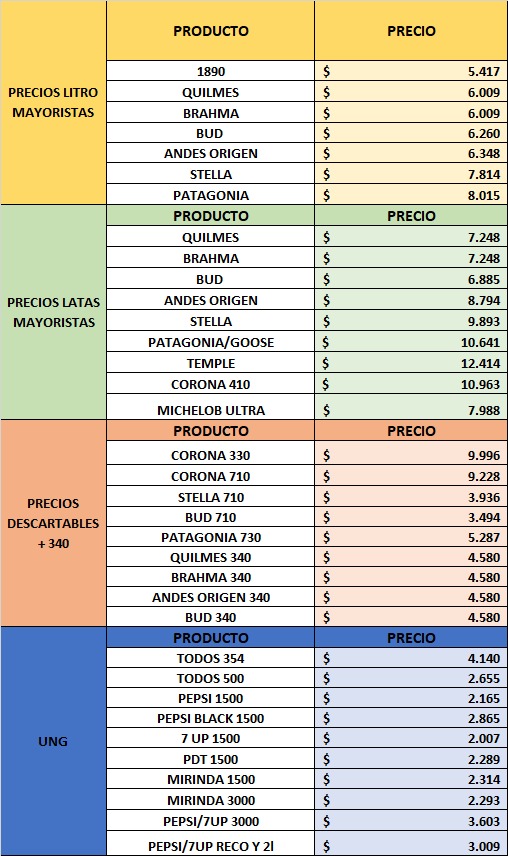 PRODUCTO PRECIO
PRECIOS LITRO MAYORISTAS
1890 $ 5.417
QUILMES $ 6.009
BRAHMA $ 6.009
BUD $ 6.260
ANDES ORIGEN $ 6.348
STELLA $ 7.814
PATAGONIA $ 8.015
PRODUCTO PRECIO
PRECIOS LATAS MAYORISTAS
QUILMES $ 7.248
BRAHMA $ 7.248
BUD $ 6.885
ANDES ORIGEN $ 8.794
STELLA $ 9.893
PATAGONIA/GOOSE $ 10.641
TEMPLE $ 12.414
CORONA 410 $ 10.963
MICHELOB ULTRA $ 7.988
PRODUCTO PRECIO
PRECIOS DESCARTABLES + 340
CORONA 330 $ 9.996
CORONA 710 $ 9.228
STELLA 710 $ 3.936
BUD 710 $ 3.494
PATAGONIA 730 $ 5.287
QUILMES 340 $ 4.580
BRAHMA 340 $ 4.580
ANDES ORIGEN 340 $ 4.580
BUD 340 $ 4.580
PRODUCTO PRECIO
UNG
TODOS 354 $ 4.140
TODOS 500 $ 2.655
PEPSI 1500 $ 2.165
PEPSI BLACK 1500 $ 2.865
7 UP 1500 $ 2.007
PDT 1500 $ 2.289
MIRINDA 1500 $ 2.314
MIRINDA 3000 $ 2.293
PEPSI/7UP 3000 $ 3.603
PEPSI/7UP RECO Y 2l $ 3.009